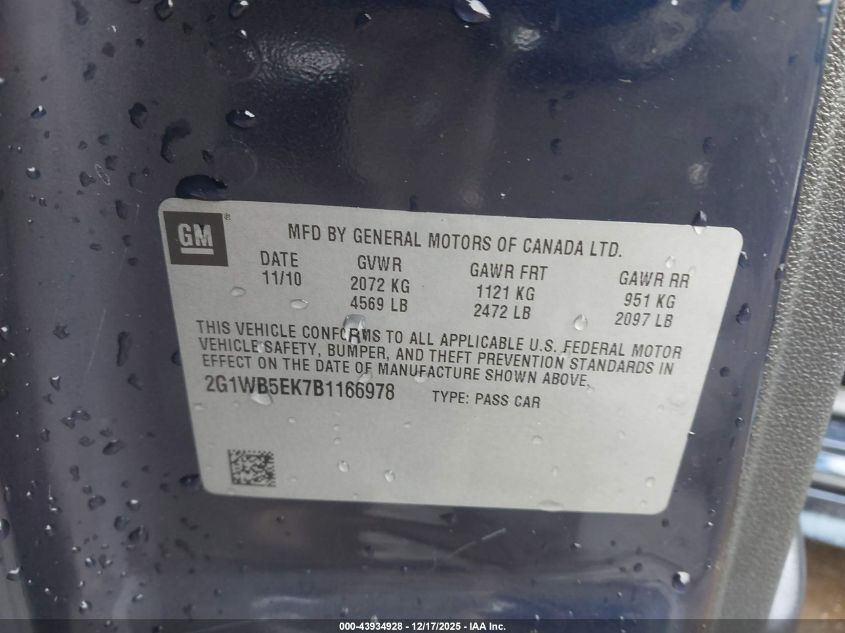 GM ®
MFD BY GENERAL MOTORS OF CANADA LTD.
DATE GVWR GAWR FRT GAWR RR
11/10 2072 KG 1121 KG 951 KG
4569 LB 2472 LB 2097 LB
THIS VEHICLE CONFORMS TO ALL APPLICABLE U.S. FEDERAL MOTOR
VEHICLE SAFETY, BUMPER, AND THEFT PREVENTION STANDARDS IN
EFFECT ON THE DATE OF MANUFACTURE SHOWN ABOVE.
2G1WB5EK7B1166978 TYPE: PASS CAR
000-43934928 | 12/17/2025 - IAA Inc.